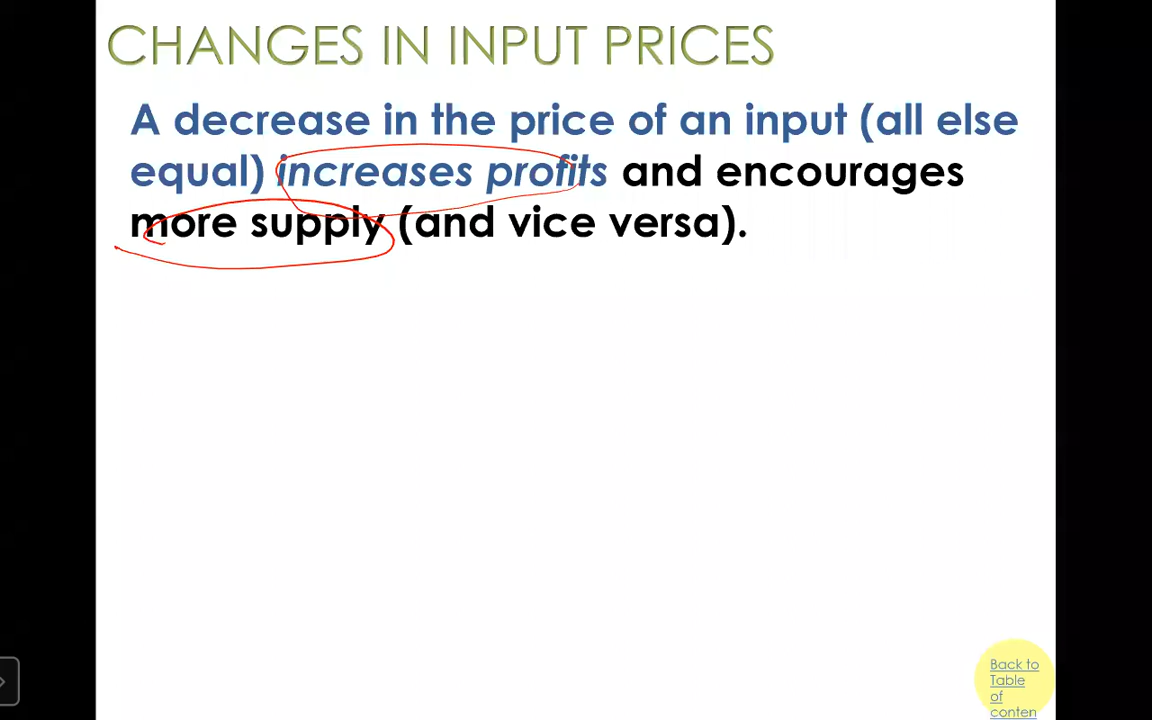 CHANGES IN INPUT PRICES
A decrease in the price of an input (all else
equal) increases profits and encourages
more supply (and vice versa).
Back to
Table
of
conten